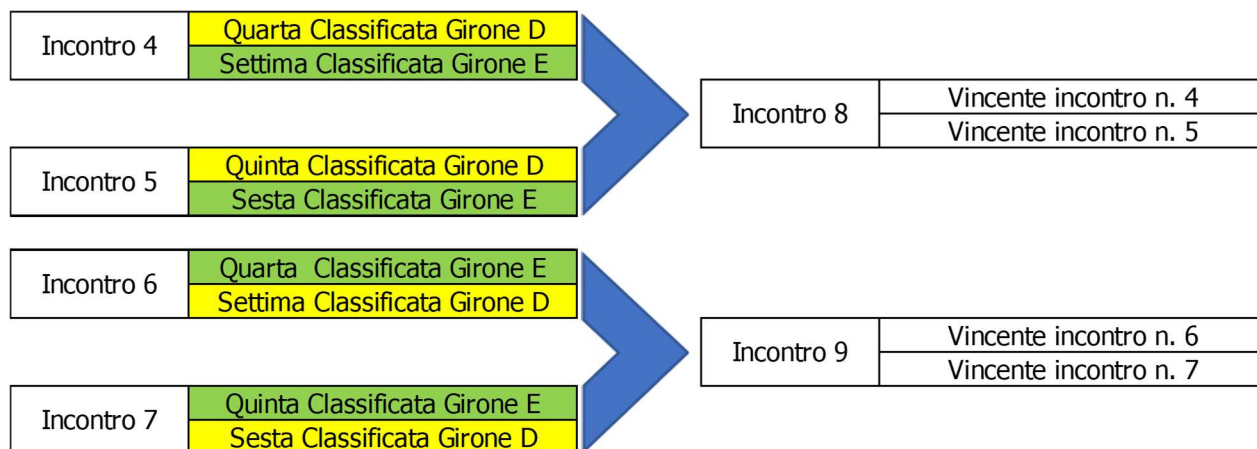 Incontro 4
Quarta Classificata Girone D
Settima Classificata Girone E
Incontro 5
Quinta Classificata Girone D
Sesta Classificata Girone E
Incontro 8
Vincente incontro n. 4
Vincente incontro n. 5
Incontro 6
Quarta Classificata Girone E
Settima Classificata Girone D
Incontro 7
Quinta Classificata Girone E
Sesta Classificata Girone D
Incontro 9
Vincente incontro n. 6
Vincente incontro n. 7